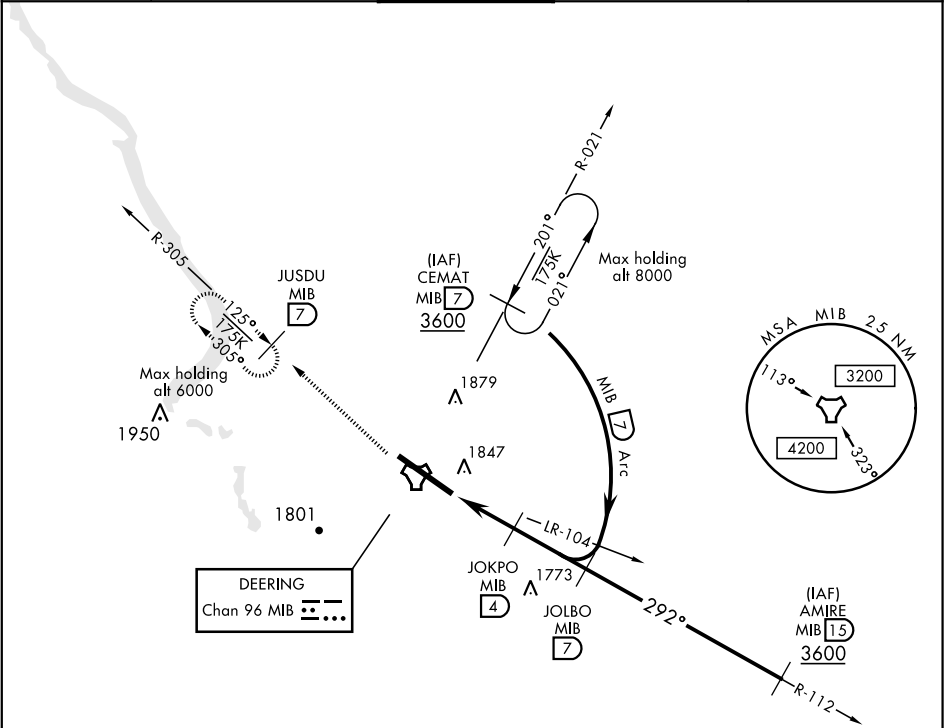 R-021
201°
175K
021°
Max holding
alt 8000
(IAF)
CEMAT
MIB 7
3600
R-305
JUSDU
MIB
7
125°
175K
305°
Max holding
alt 6000
1950
1879
1847
MIB 7 Arc
MSA MIB 25 NM
113°
3200
4200
323°
1801
LR-104
DEERING
Chan 96 MIB
JOKPO
MIB
4
1773
JOLBO
MIB
7
292°
(IAF)
AMIRE
MIB 15
3600
R-112